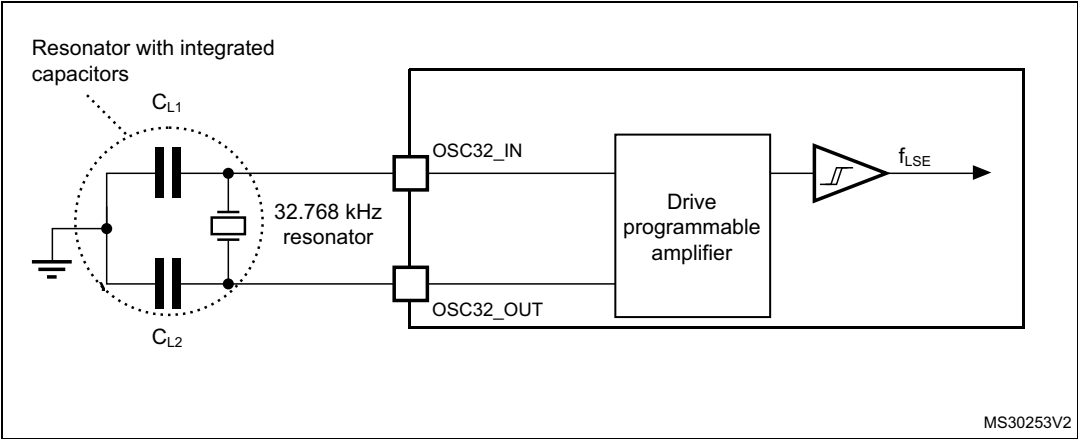 Resonator with integrated
capacitors
CL1
OSC32_IN
fLSE
32.768 kHz
resonator
Drive
programmable
amplifier
OSC32_OUT
CL2
MS30253V2